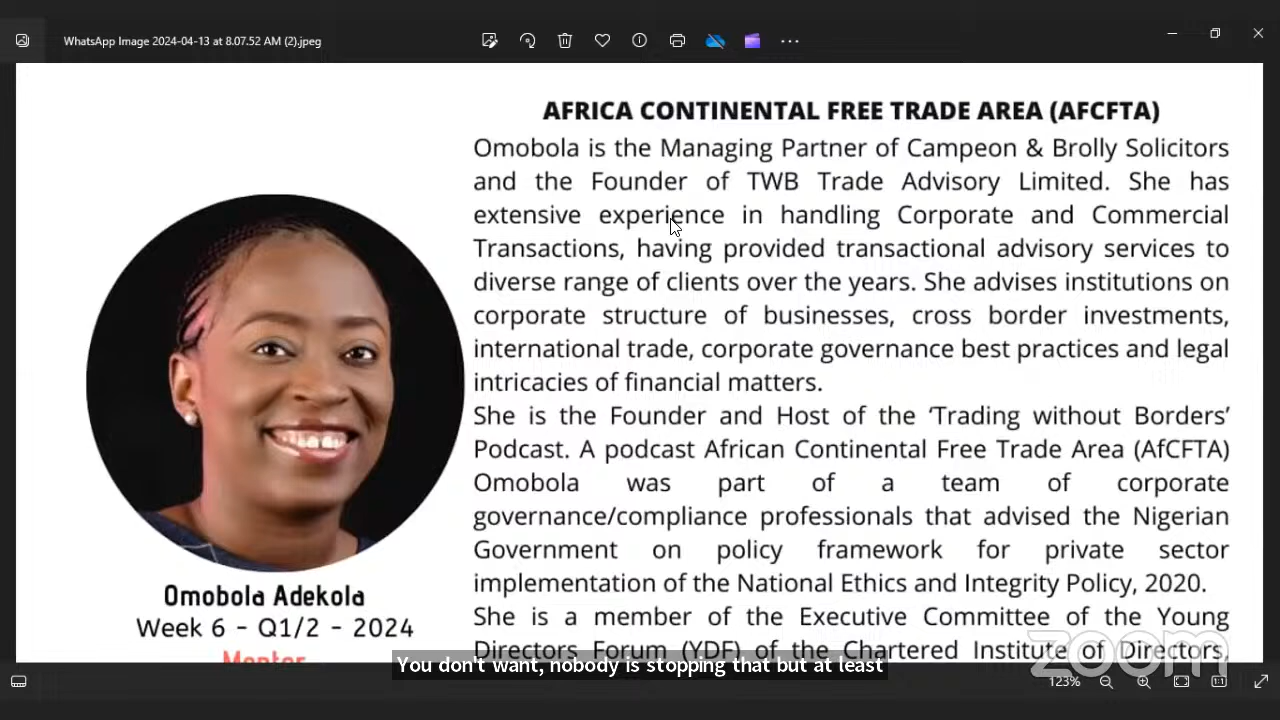 WhatsApp Image 2024-04-13 at 8.07.52 AM (2).jpeg
AFRICA CONTINENTAL FREE TRADE AREA (AFCFTA)
Omobola is the Managing Partner of Campeon & Brolly Solicitors
and the Founder of TWB Trade Advisory Limited. She has
extensive experience in handling Corporate and Commercial
Transactions, having provided transactional advisory services to
diverse range of clients over the years. She advises institutions on
corporate structure of businesses, cross border investments,
international trade, corporate governance best practices and legal
intricacies of financial matters.
She is the Founder and Host of the ‘Trading without Borders’
Podcast. A podcast African Continental Free Trade Area (AfCFTA)
Omobola was part of a team of corporate
governance/compliance professionals that advised the Nigerian
Government on policy framework for private sector
implementation of the National Ethics and Integrity Policy, 2020.
She is a member of the Executive Committee of the Young
Directors Forum (YDF) of the Chartered Institute of Directors,
Omobola Adekola
Week 6 - Q1/2 - 2024
Mentor
You don't want, nobody is stopping that but at least
zoom
123%